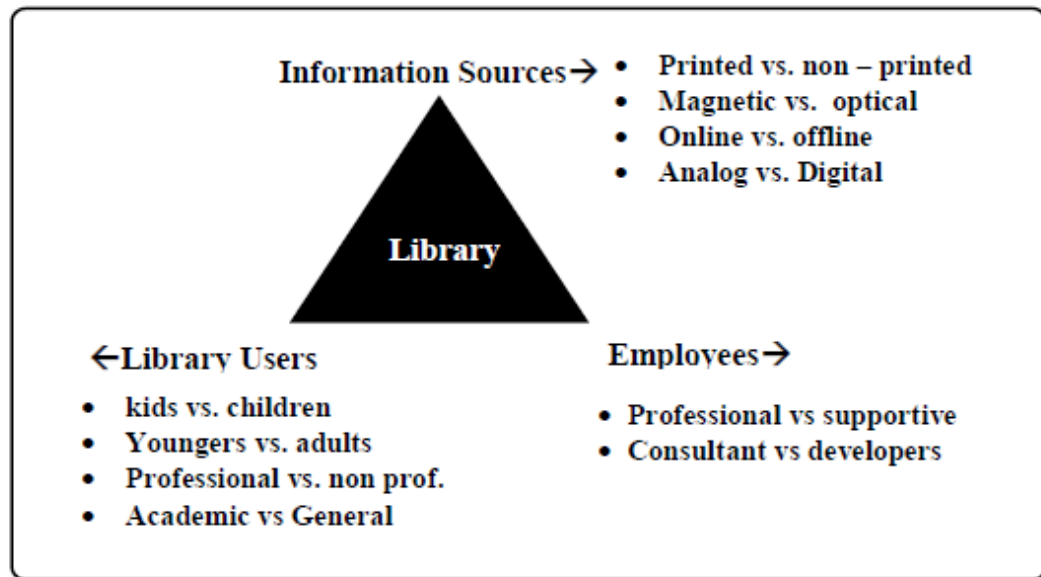 Information Sources→
• Printed vs. non – printed
• Magnetic vs. optical
• Online vs. offline
• Analog vs. Digital
Library
←Library Users
• kids vs. children
• Youngers vs. adults
• Professional vs. non prof.
• Academic vs General
Employees→
• Professional vs supportive
• Consultant vs developers